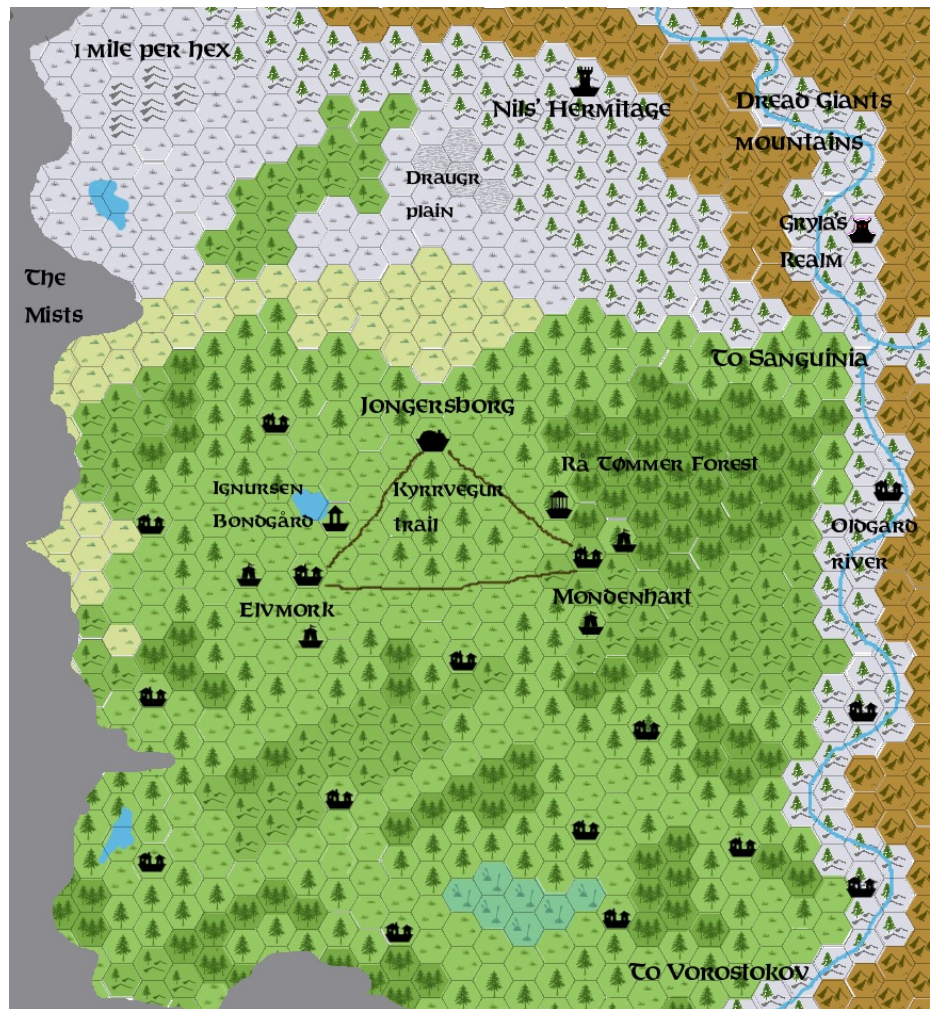 1 Mile per hex
Nils' Hermitage
Dread Giants
mountains
Draugr
plain
Gryla's
Realm
The
Mists
To Sanguinia
Jongersborg
Ra Tømmer Forest
Ignursen
Bondgård
Kyrrvegur
trail
Oldgard
river
Elvmork
Mondenhart
To Vorostokov